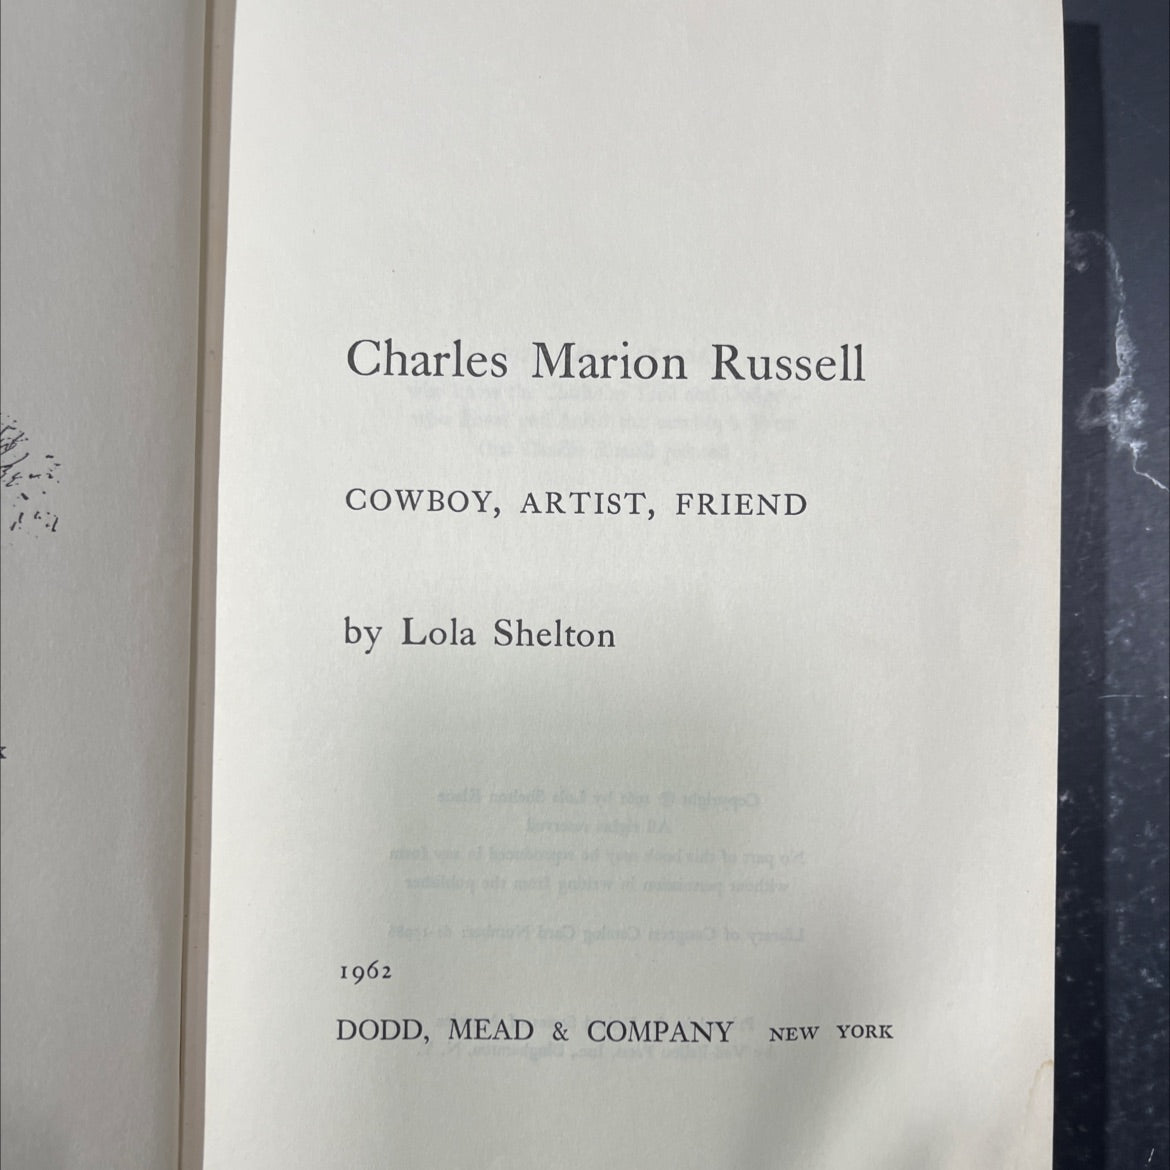 Charles Marion Russell
COWBOY, ARTIST, FRIEND
by Lola Shelton
1962
DODD, MEAD & COMPANY NEW YORK